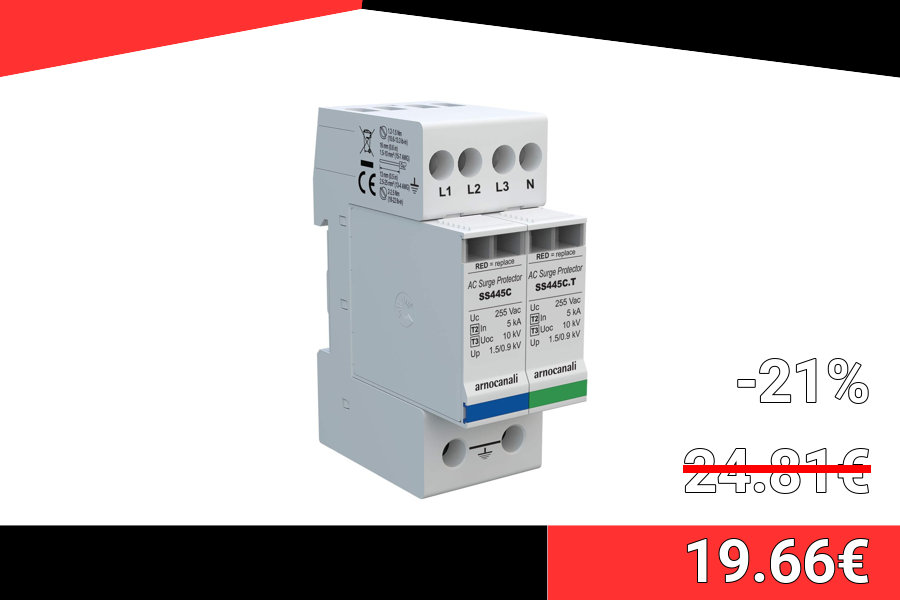 L1 L2 L3 N
CE
RED = replace
AC Surge Protector
SS445C
Uc 255 Vac
T2 In 5 kA
T3 Uoc 10 kV
Up 1.5/0.9 kV
arnocanali
RED = replace
AC Surge Protector
SS445C.T
Uc 255 Vac
T2 In 5 kA
T3 Uoc 10 kV
Up 1.5/0.9 kV
arnocanali
-21%
24.81€
19.66€